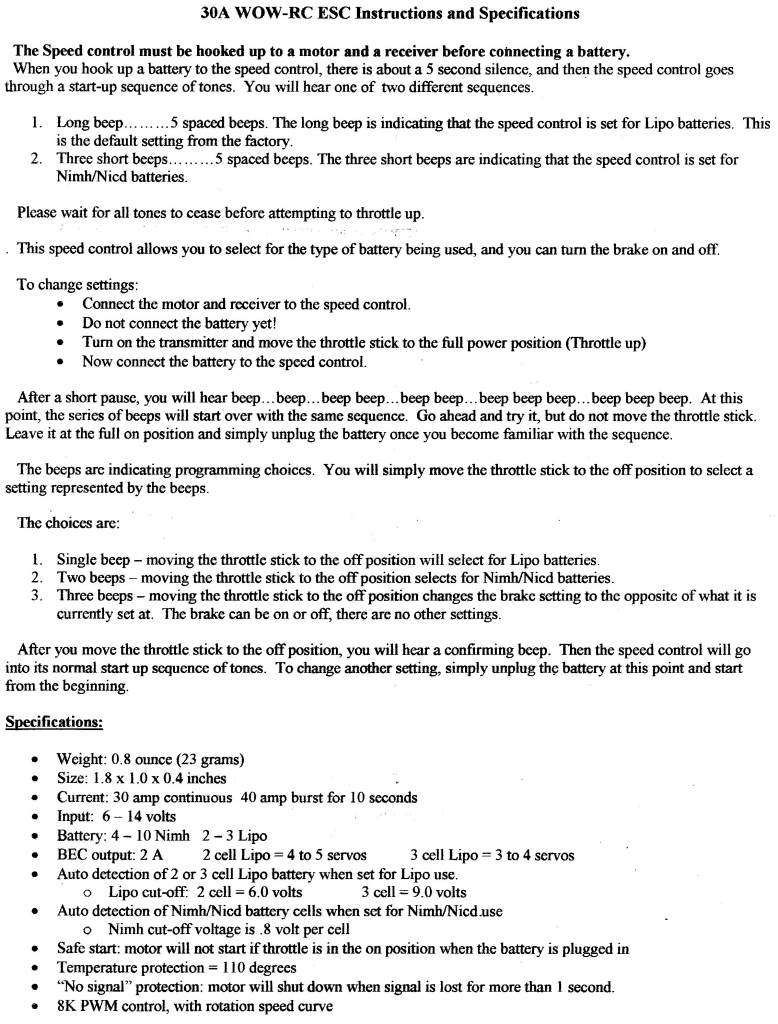 30A WOW-RC ESC Instructions and Specifications
The Speed control must be hooked up to a motor and a receiver before connecting a battery.
When you hook up a battery to the speed control, there is about a 5 second silence, and then the speed control goes
through a start-up sequence of tones. You will hear one of two different sequences.
1. Long beep.........5 spaced beeps. The long beep is indicating that the speed control is set for Lipo batteries. This
is the default setting from the factory.
2. Three short beeps.........5 spaced beeps. The three short beeps are indicating that the speed control is set for
Nimh/Nicd batteries.
Please wait for all tones to cease before attempting to throttle up.
. This speed control allows you to select for the type of battery being used, and you can turn the brake on and off.
To change settings:
• Connect the motor and receiver to the speed control.
• Do not connect the battery yet!
• Turn on the transmitter and move the throttle stick to the full power position (Throttle up)
• Now connect the battery to the speed control.
After a short pause, you will hear beep…beep…beep beep…beep beep…beep beep beep…beep beep beep. At this
point, the series of beeps will start over with the same sequence. Go ahead and try it, but do not move the throttle stick.
Leave it at the full on position and simply unplug the battery once you become familiar with the sequence.
The beeps are indicating programming choices. You will simply move the throttle stick to the off position to select a
setting represented by the beeps.
The choices are:
1. Single beep – moving the throttle stick to the off position will select for Lipo batteries.
2. Two beeps – moving the throttle stick to the off position selects for Nimh/Nicd batteries.
3. Three beeps – moving the throttle stick to the off position changes the brake setting to the opposite of what it is
currently set at. The brake can be on or off, there are no other settings.
After you move the throttle stick to the off position, you will hear a confirming beep. Then the speed control will go
into its normal start up sequence of tones. To change another setting, simply unplug the battery at this point and start
from the beginning.
Specifications:
• Weight: 0.8 ounce (23 grams)
• Size: 1.8 x 1.0 x 0.4 inches
• Current: 30 amp continuous 40 amp burst for 10 seconds
• Input: 6 – 14 volts
• Battery: 4 – 10 Nimh 2 – 3 Lipo
• BEC output: 2 A 2 cell Lipo = 4 to 5 servos 3 cell Lipo = 3 to 4 servos
• Auto detection of 2 or 3 cell Lipo battery when set for Lipo use.
o Lipo cut-off: 2 cell = 6.0 volts 3 cell = 9.0 volts
• Auto detection of Nimh/Nicd battery cells when set for Nimh/Nicd use
o Nimh cut-off voltage is .8 volt per cell
• Safe start: motor will not start if throttle is in the on position when the battery is plugged in
• Temperature protection = 110 degrees
• “No signal” protection: motor will shut down when signal is lost for more than 1 second.
• 8K PWM control, with rotation speed curve